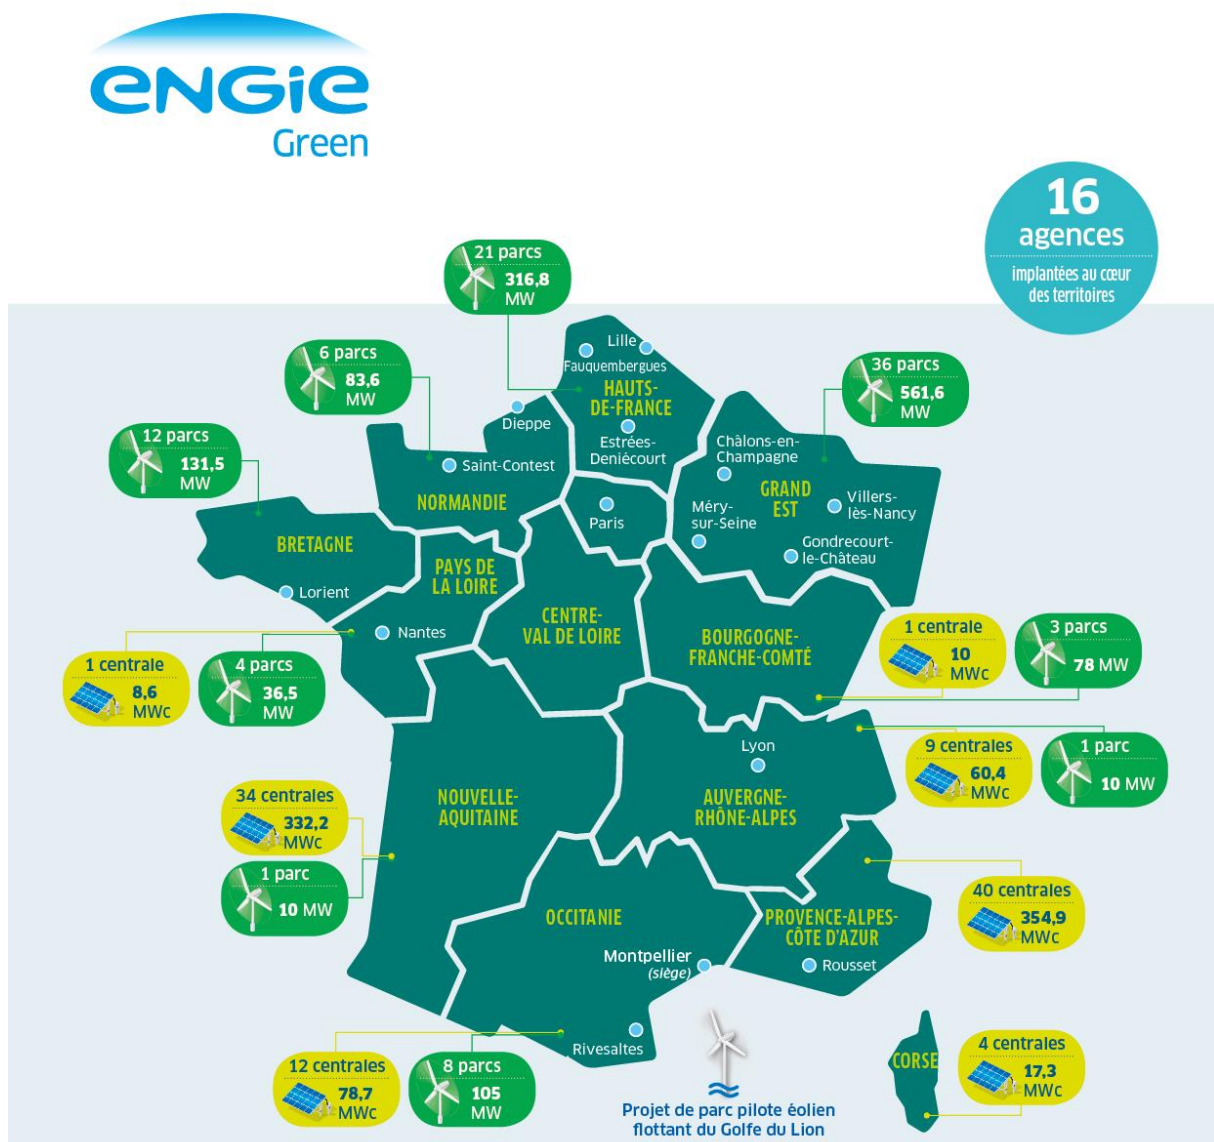 ENGIE
Green
16
agences
implantées au cœur
des territoires
21 parcs
316,8
MW
6 parcs
83,6
MW
36 parcs
561,6
MW
12 parcs
131,5
MW
Lille
Fauquembergues
HAUTS-
DE-FRANCE
Estrées-
Deniécourt
Dieppe
Saint-Contest
NORMANDIE
Châlons-en-
Champagne
GRAND
EST
Méry-
sur-Seine
Villers-
lès-Nancy
Gondrecourt-
le-Château
Paris
BRETAGNE
Lorient
PAYS DE
LA LOIRE
Nantes
CENTRE-
VAL DE LOIRE
BOURGOGNE-
FRANCHE-COMTÉ
1 centrale
10
MWc
3 parcs
78 MW
1 centrale
8,6
MWc
4 parcs
36,5
MW
Lyon
AUVERGNE-
RHÔNE-ALPES
9 centrales
60,4
MWc
1 parc
10 MW
34 centrales
332,2
MWc
1 parc
10 MW
NOUVELLE-
AQUITAINE
OCCITANIE
Montpellier
(siège)
PROVENCE-ALPES-
CÔTE D'AZUR
Rousset
40 centrales
354,9
MWc
Rivesaltes
12 centrales
78,7
MWc
8 parcs
105
MW
Projet de parc pilote éolien
flottant du Golfe du Lion
CORSE
4 centrales
17,3
MWc